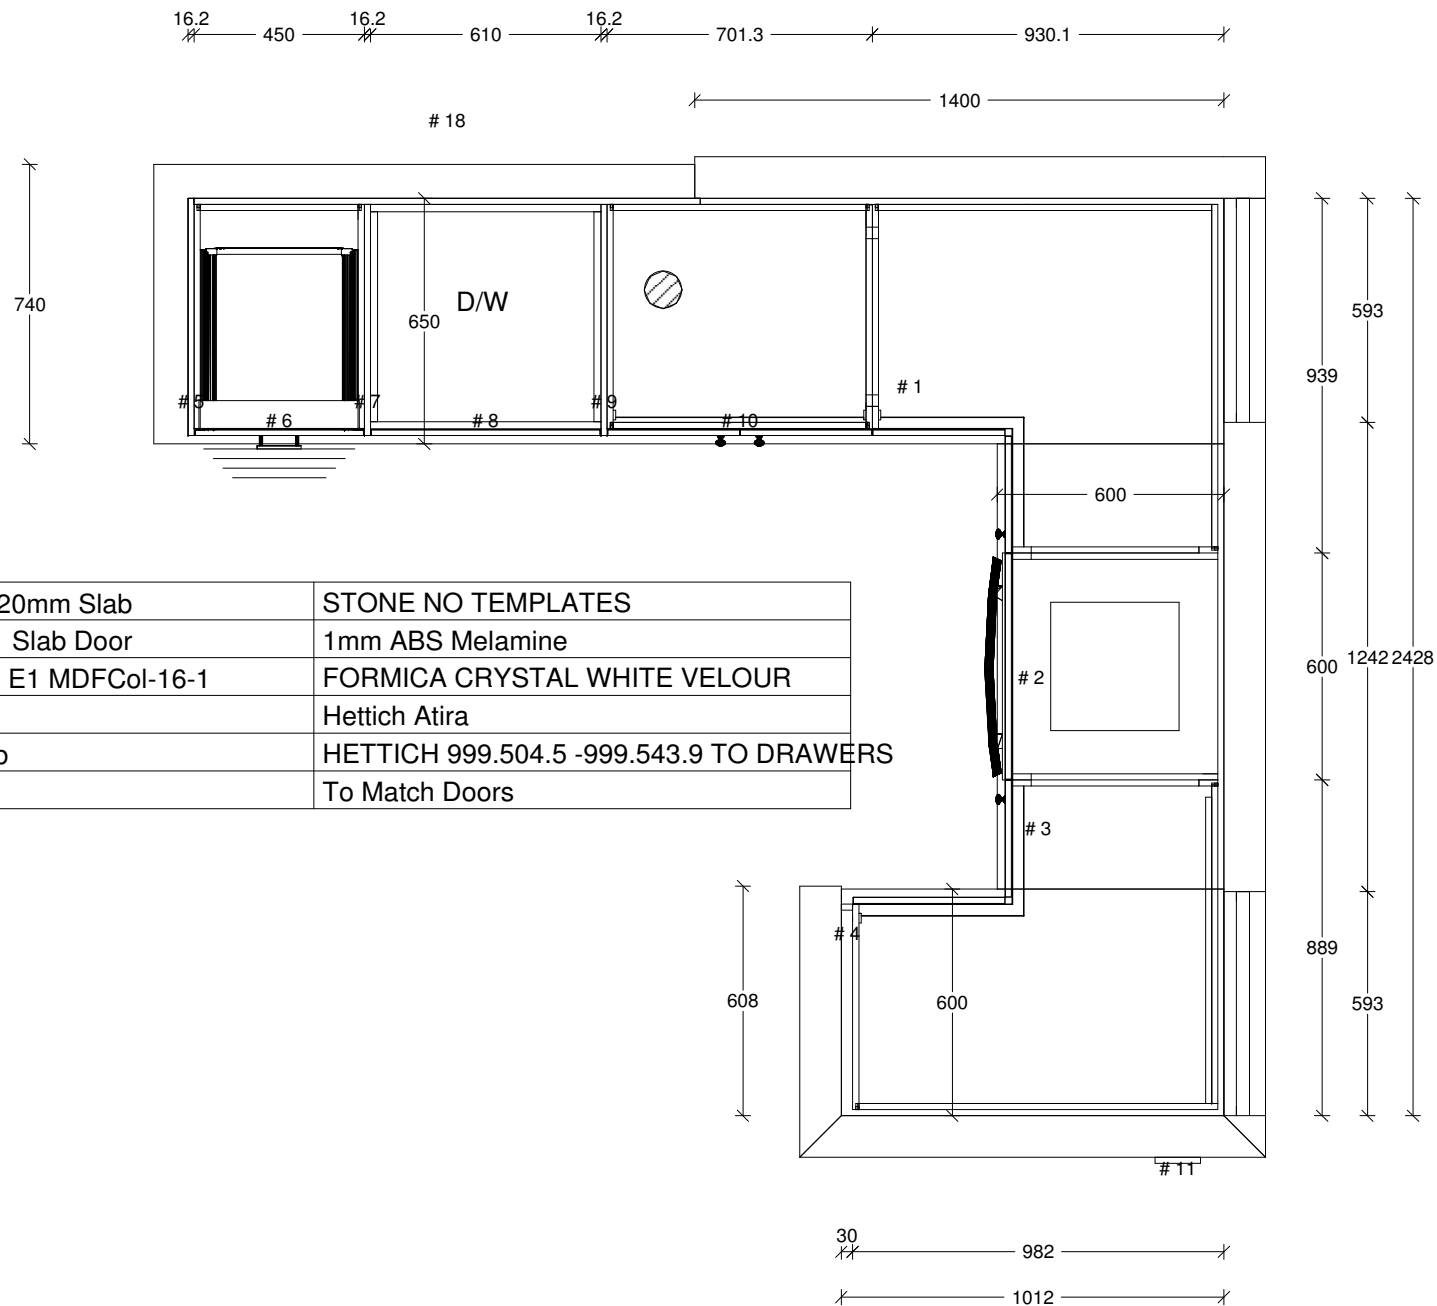 16.2 16.2 16.2
450 610 701.3 930.1
1400
# 18
740
650
D/W
593
939
# 1
# 5 # 6 # 7 # 8 # 9 # 10
600
20mm Slab STONE NO TEMPLATES
Slab Door 1mm ABS Melamine
E1 MDFCol-16-1 FORMICA CRYSTAL WHITE VELOUR
Hettich Atira
HETTICH 999.504.5 -999.543.9 TO DRAWERS
To Match Doors
# 2
600 1242 2428
# 3
# 4
889
608
600
593
# 11
30
982
1012